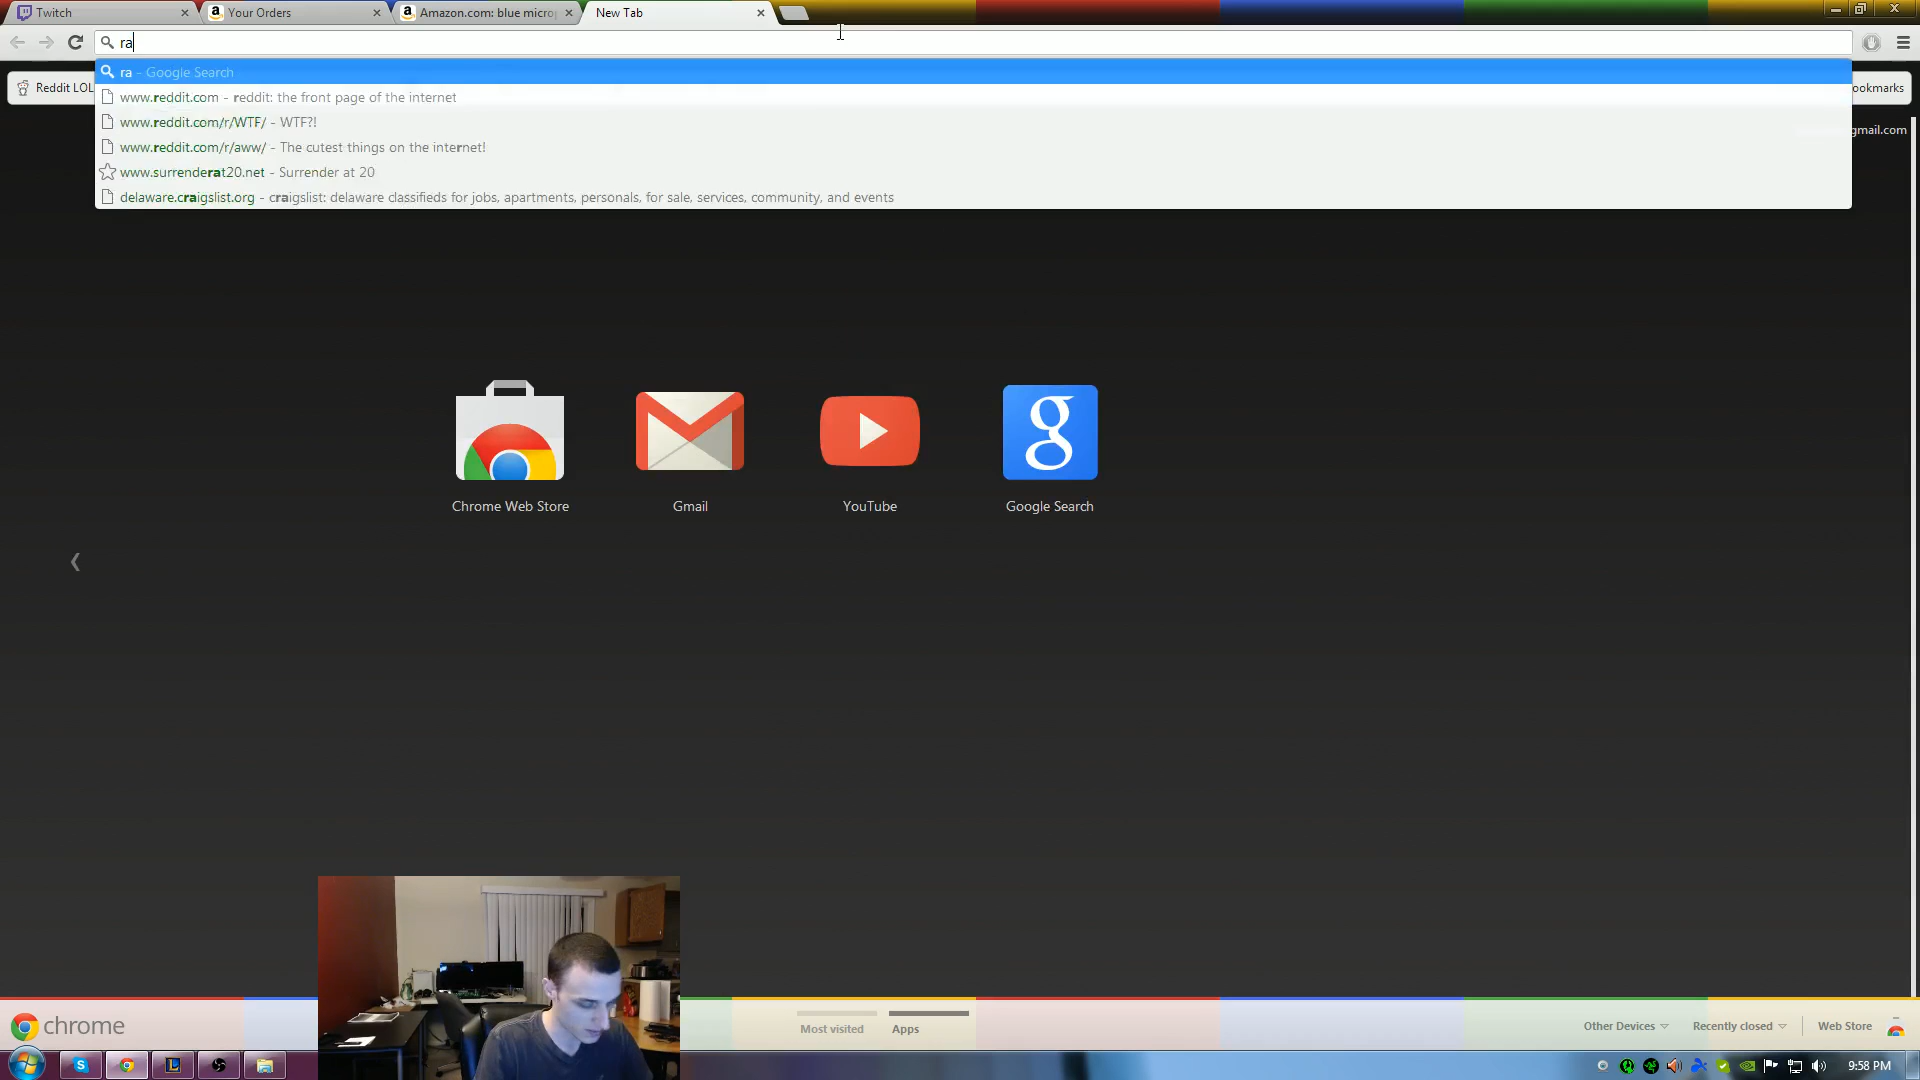 Twitch
Your Orders
Amazon.com: blue micro
New Tab
ra
ra - Google Search
www.reddit.com - reddit: the front page of the internet
www.reddit.com/r/WTF/ - WTF?!
www.reddit.com/r/aww/ - The cutest things on the internet!
www.surrenderat20.net - Surrender at 20
delaware.craigslist.org - craigslist: delaware classifieds for jobs, apartments, personals, for sale, services, community, and events
Reddit LOL
ookmarks
gmail.com
Chrome Web Store
Gmail
YouTube
Google Search
chrome
Most visited
Apps
Other Devices
Recently closed
Web Store
9:58 PM